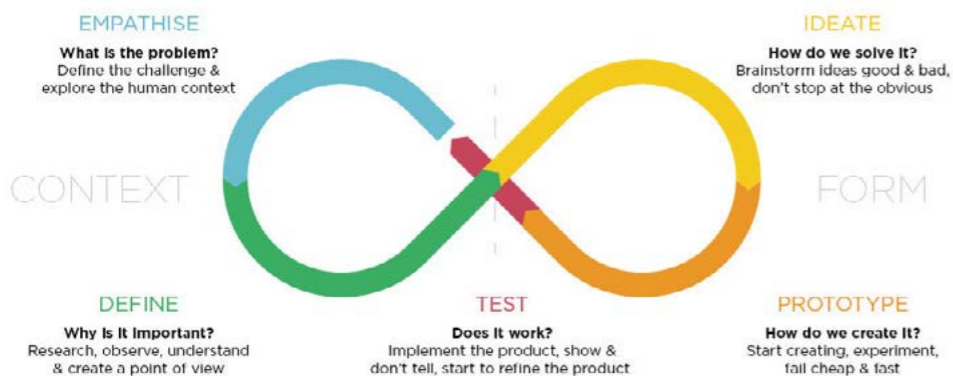 EMPATHISE
What is the problem?
Define the challenge &
explore the human context
IDEATE
How do we solve it?
Brainstorm ideas good & bad,
don't stop at the obvious
CONTEXT
FORM
DEFINE
Why is it important?
Research, observe, understand
& create a point of view
TEST
Does it work?
Implement the product, show &
don't tell, start to refine the product
PROTOTYPE
How do we create it?
Start creating, experiment,
fail cheap & fast